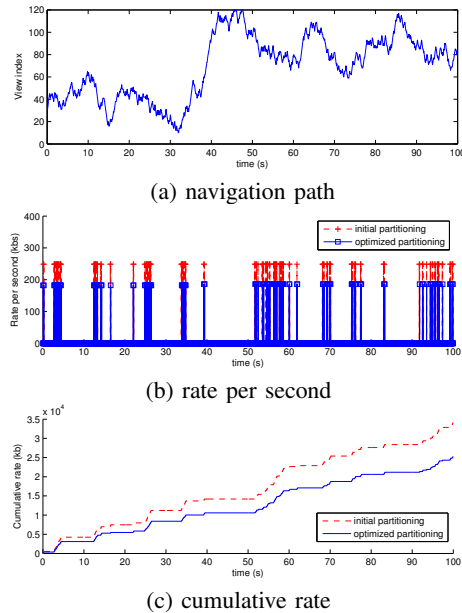 120
100
80
60
40
20
0
View index
0 10 20 30 40 50 60 70 80 90 100
time (s)
(a) navigation path
400
300
200
100
0
Rate per second (kbs)
initial partitioning
optimized partitioning
0 10 20 30 40 50 60 70 80 90 100
time (s)
(b) rate per second
x 10^4
3.5
3
2.5
2
1.5
1
0.5
0
Cumulative rate (kb)
initial partitioning
optimized partitioning
0 10 20 30 40 50 60 70 80 90 100
time (s)
(c) cumulative rate